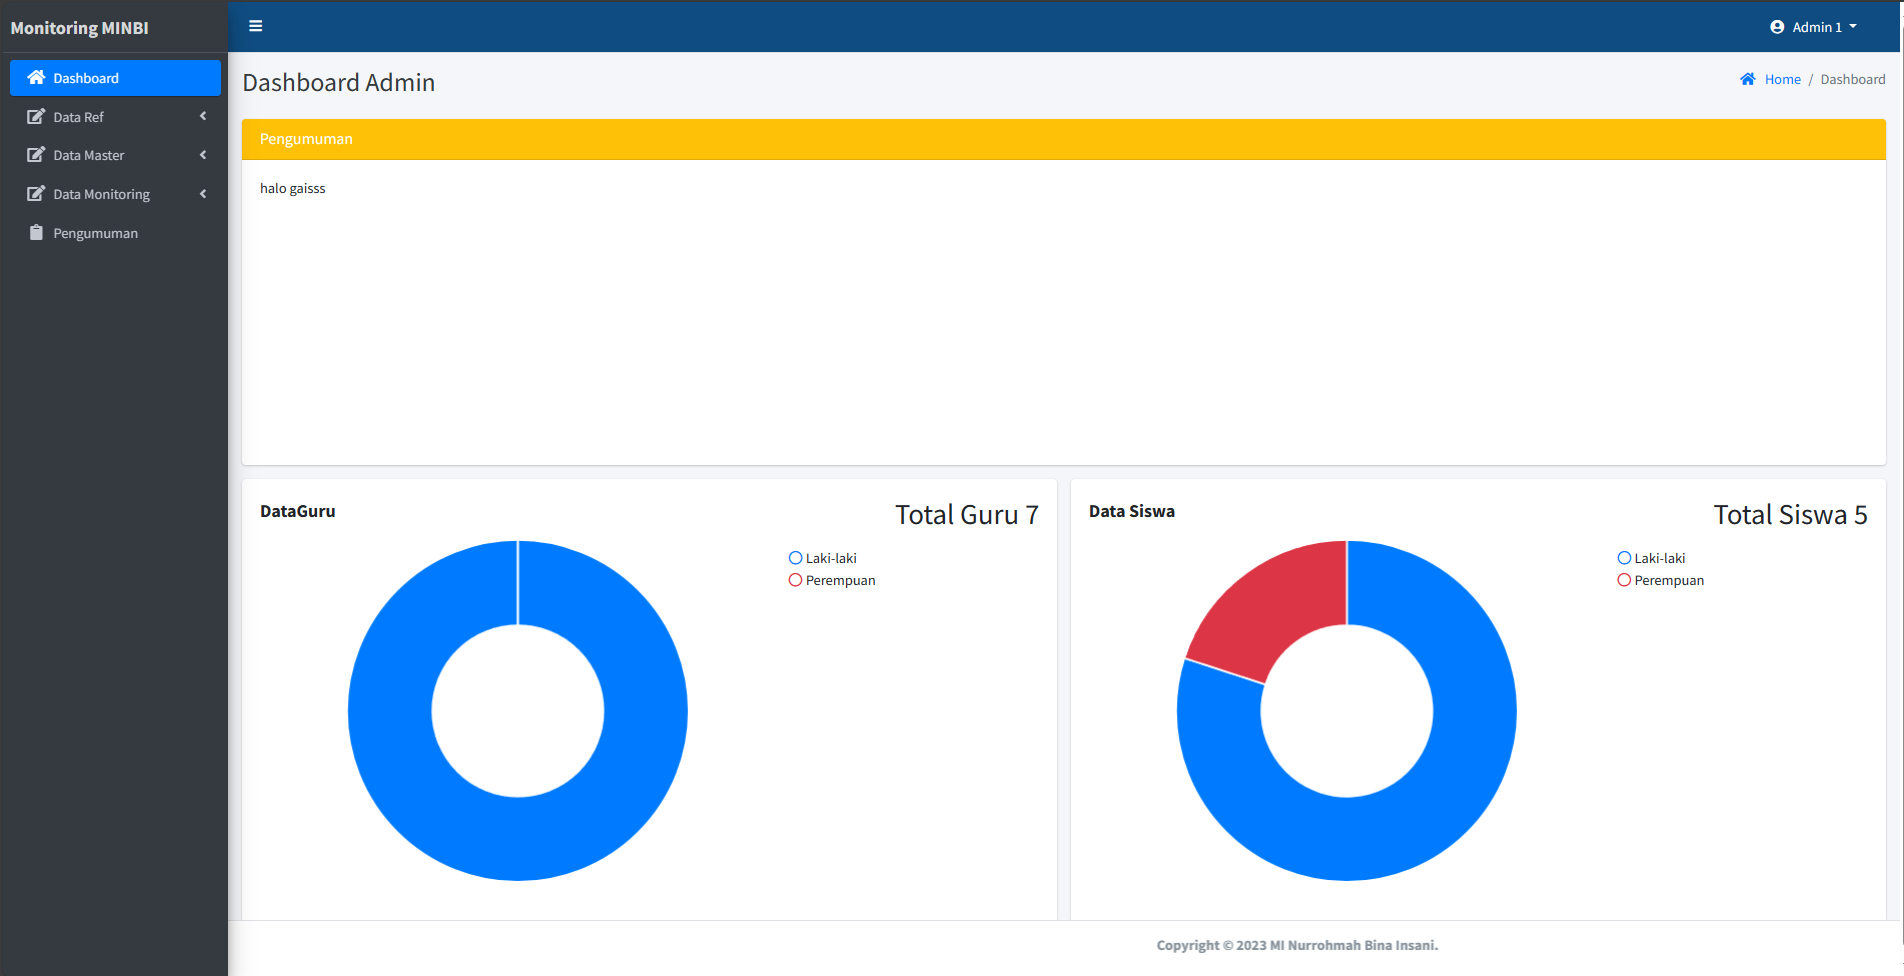 Monitoring MINBI
Admin 1
Dashboard
Data Ref
Data Master
Data Monitoring
Pengumuman
Dashboard Admin
Home / Dashboard
Pengumuman
halo gaisss
DataGuru
Total Guru 7
Laki-laki
Perempuan
Data Siswa
Total Siswa 5
Laki-laki
Perempuan
Copyright © 2023 MI Nurrohmah Bina Insani.